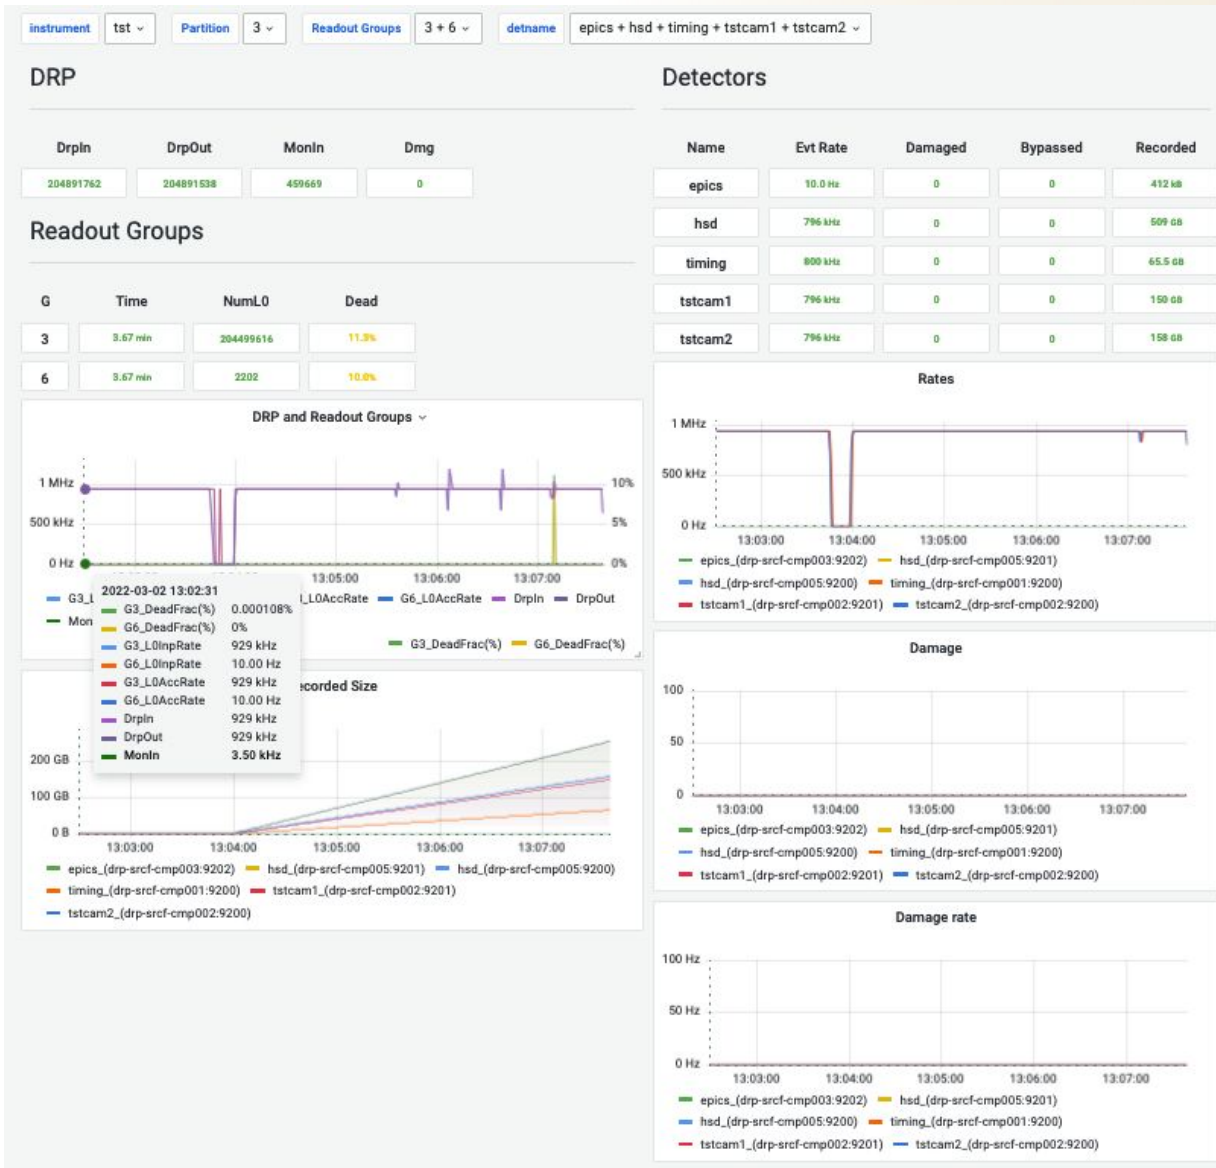 instrument tst Partition 3 Readout Groups 3 + 6 detname epics + hsd + timing + tstcam1 + tstcam2
DRP
DrpIn DrpOut MonIn Dmg
204891762 204891538 459669 0
Readout Groups
G Time NumL0 Dead
3 3.67 min 204499616 11.3%
6 3.67 min 2202 10.0%
DRP and Readout Groups
1 MHz 10%
500 kHz 5%
0 Hz 0%
13:05:00 13:06:00 13:07:00
G3_L L0AccRate G6_L0AccRate DrpIn DrpOut
Mon
G3_DeadFrac(%) G6_DeadFrac(%)
2022-03-02 13:02:31
G3_DeadFrac(%) 0.000108%
G6_DeadFrac(%) 0%
G3_L0InpRate 929 kHz
G6_L0InpRate 10.00 Hz
G3_L0AccRate 929 kHz
G6_L0AccRate 10.00 Hz
DrpIn 929 kHz
DrpOut 929 kHz
MonIn 3.50 kHz
ecorded Size
200 GB
100 GB
0 B
13:03:00 13:04:00 13:05:00 13:06:00 13:07:00
epics_(drp-srcf-cmp003:9202) hsd_(drp-srcf-cmp005:9201) hsd_(drp-srcf-cmp005:9200)
timing_(drp-srcf-cmp001:9200) tstcam1_(drp-srcf-cmp002:9201)
tstcam2_(drp-srcf-cmp002:9200)
Detectors
Name Evt Rate Damaged Bypassed Recorded
epics 10.0 Hz 0 0 412 kB
hsd 796 kHz 0 0 509 GB
timing 800 kHz 0 0 65.5 GB
tstcam1 796 kHz 0 0 150 GB
tstcam2 796 kHz 0 0 158 GB
Rates
1 MHz
500 kHz
0 Hz
13:03:00 13:04:00 13:05:00 13:06:00 13:07:00
epics_(drp-srcf-cmp003:9202) hsd_(drp-srcf-cmp005:9201)
hsd_(drp-srcf-cmp005:9200) timing_(drp-srcf-cmp001:9200)
tstcam1_(drp-srcf-cmp002:9201) tstcam2_(drp-srcf-cmp002:9200)
Damage
100
50
0
13:03:00 13:04:00 13:05:00 13:06:00 13:07:00
epics_(drp-srcf-cmp003:9202) hsd_(drp-srcf-cmp005:9201)
hsd_(drp-srcf-cmp005:9200) timing_(drp-srcf-cmp001:9200)
tstcam1_(drp-srcf-cmp002:9201) tstcam2_(drp-srcf-cmp002:9200)
Damage rate
100 Hz
50 Hz
0 Hz
13:03:00 13:04:00 13:05:00 13:06:00 13:07:00
epics_(drp-srcf-cmp003:9202) hsd_(drp-srcf-cmp005:9201)
hsd_(drp-srcf-cmp005:9200) timing_(drp-srcf-cmp001:9200)
tstcam1_(drp-srcf-cmp002:9201) tstcam2_(drp-srcf-cmp002:9200)